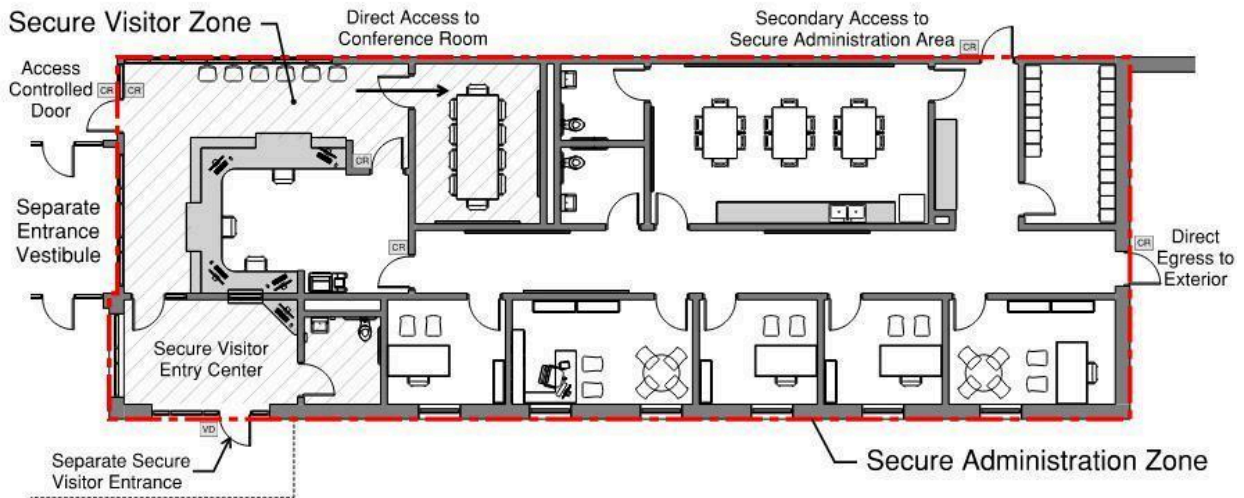 Secure Visitor Zone
Direct Access to
Conference Room
Secondary Access to
Secure Administration Area
CR
Access
Controlled
Door
CR
CR
CR
Separate
Entrance
Vestibule
CR
CR
Direct
Egress to
Exterior
Secure Visitor
Entry Center
VD
Separate Secure
Visitor Entrance
Secure Administration Zone